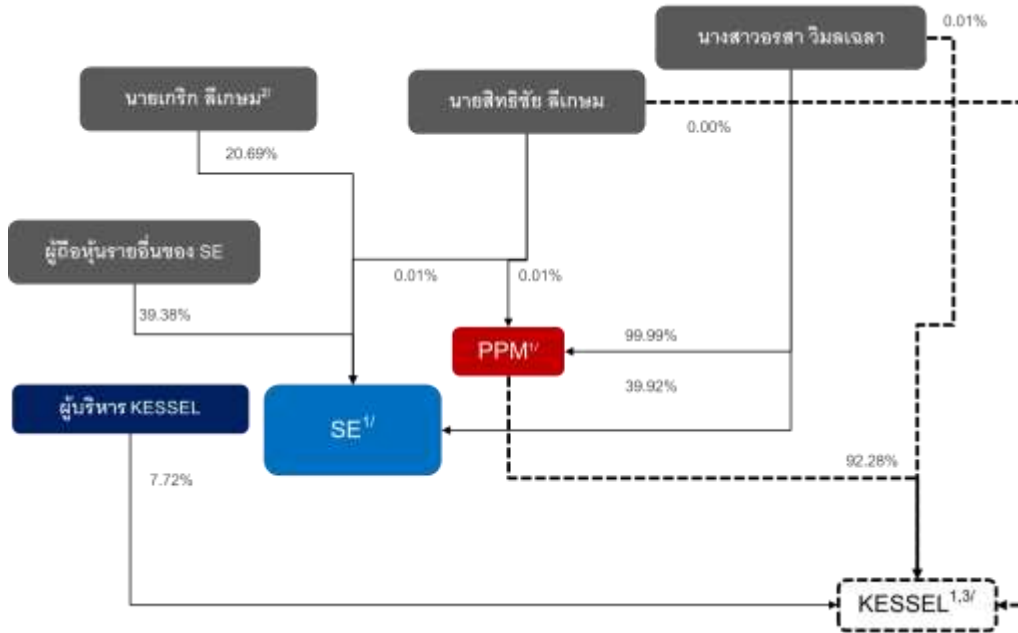 0.01%
นางสาวอรสา วิมลเฉลา
นายเกริก ลีเกษม2/
นายสิทธิชัย ลีเกษม
0.00%
20.69%
ผู้ถือหุ้นรายอื่นของ SE
0.01%
0.01%
39.38%
PPM1/
99.99%
39.92%
ผู้บริหาร KESSEL
SE1/
92.28%
7.72%
KESSEL1,3/